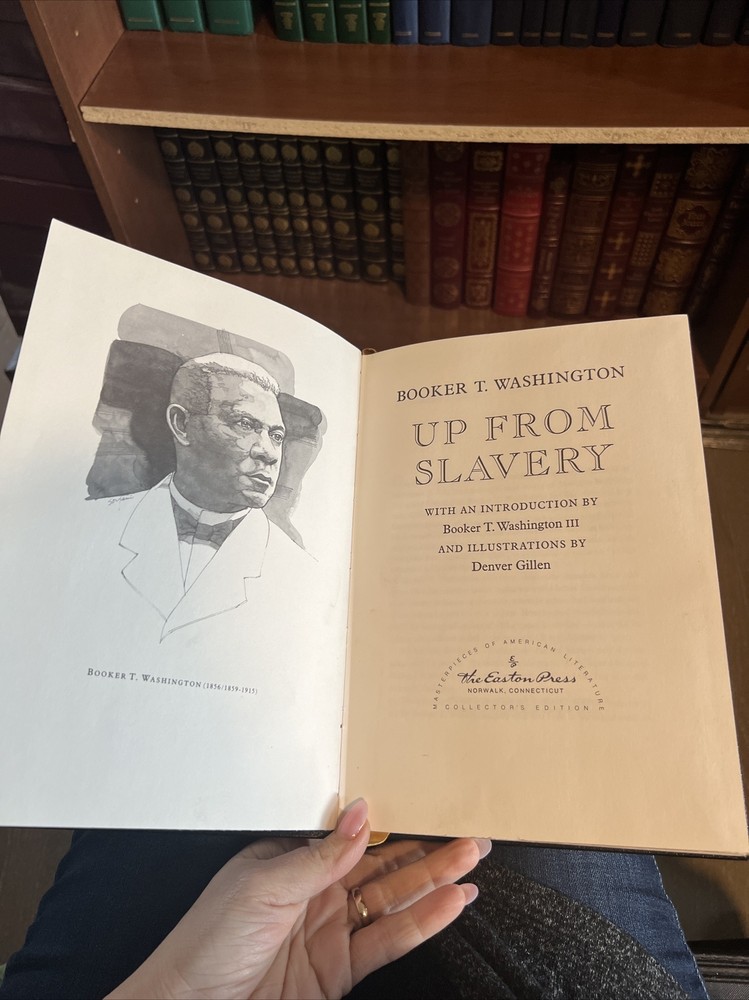 BOOKER T. WASHINGTON (1856/1859-1915)
BOOKER T. WASHINGTON
UP FROM
SLAVERY
WITH AN INTRODUCTION BY
Booker T. Washington III
AND ILLUSTRATIONS BY
Denver Gillen
MASTERPIECES OF AMERICAN LITERATURE
The Easton Press
NORWALK, CONNECTICUT
COLLECTOR'S EDITION